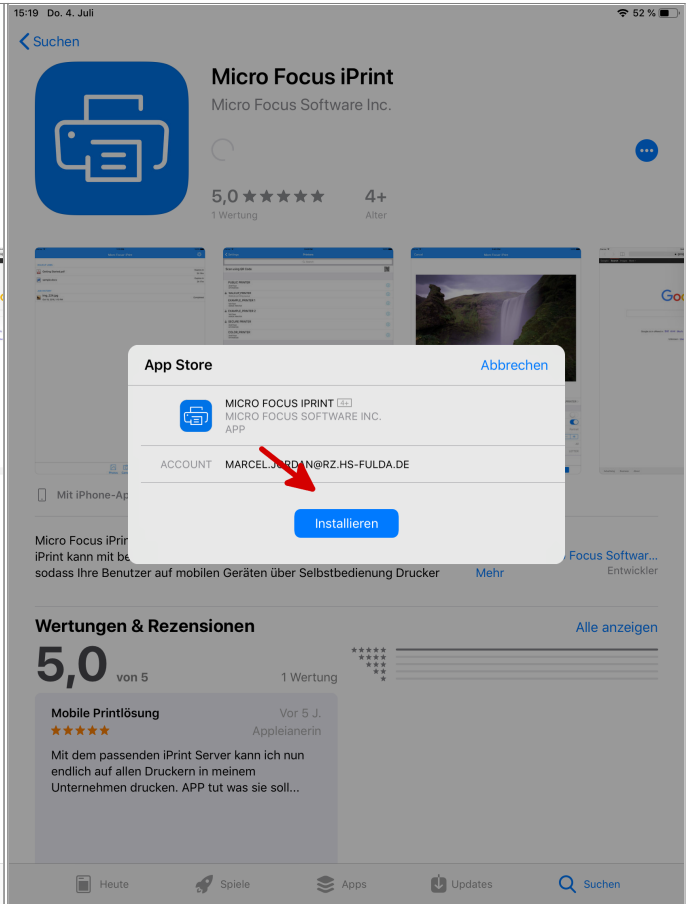 15:19 Do. 4. Juli
52 %
Suchen
Micro Focus iPrint
Micro Focus Software Inc.
5,0 ★★★★★
1 Wertung
4+
Alter
App Store
Abbrechen
MICRO FOCUS IPRINT 4+
MICRO FOCUS SOFTWARE INC.
APP
ACCOUNT MARCEL.JORDAN@RZ.HS-FULDA.DE
Installieren
Mit iPhone-Ap
Micro Focus iPrin
iPrint kann mit be
sodass Ihre Benutzer auf mobilen Geräten über Selbstbedienung Drucker
Mehr
Focus Softwar...
Entwickler
Wertungen & Rezensionen
Alle anzeigen
5,0 von 5
1 Wertung
Mobile Printlösung
Vor 5 J.
★★★★★
Appleianerin
Mit dem passenden iPrint Server kann ich nun
endlich auf allen Druckern in meinem
Unternehmen drucken. APP tut was sie soll...
Heute
Spiele
Apps
Updates
Suchen